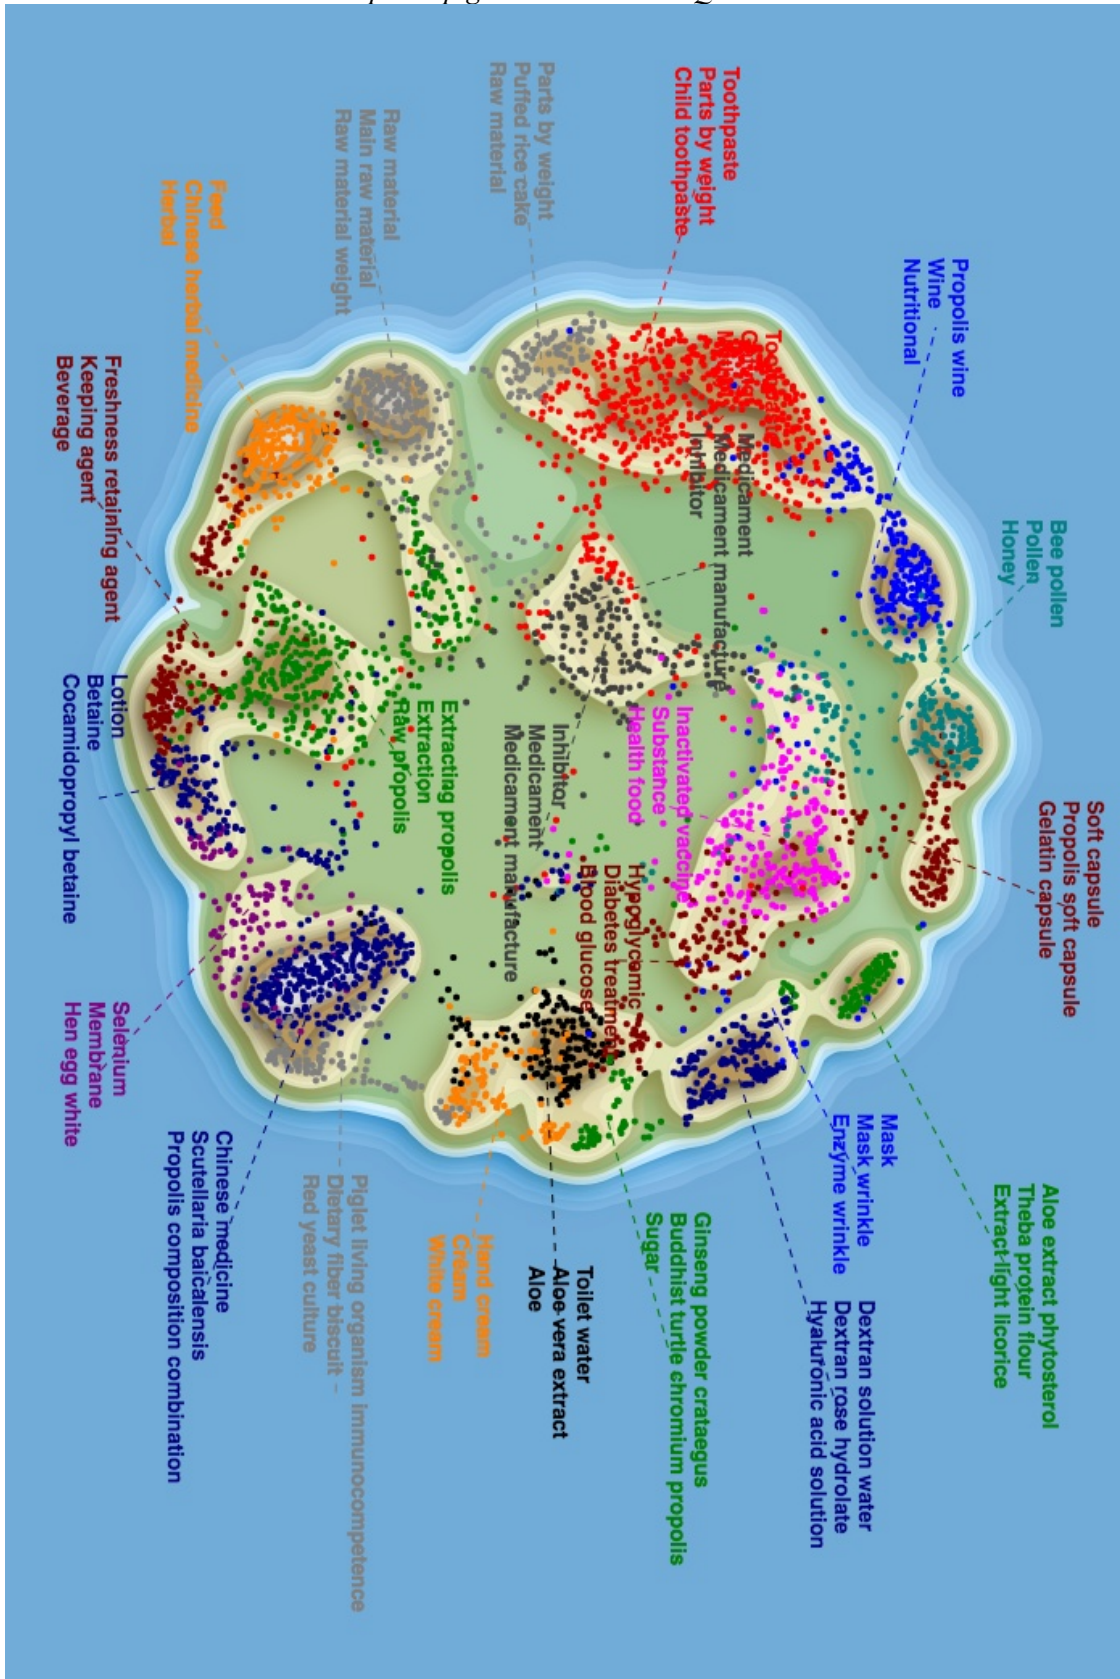 Soft capsule
Propolis soft capsule
Gelatin capsule
Bee pollen
Pollen
Honey
Aloe extract phytosterol
Theba protein flour
Extract light licorice
Propolis wine
Wine
Nutritional
Mask
Mask wrinkle
Enzyme wrinkle
Dextran solution water
Dextran rose hydrolate
Hyaluronic acid solution
Toothpaste
Parts by weight
Child toothpaste
Medicament
Medicament manufacture
Inhibitor
Ginseng powder crataegus
Buddhist turtle chromium propolis
Sugar
Inactivated vaccine
Substance
Health food
Hypoglycemic
Diabetes treatment
Blood glucose
Toilet water
Aloe vera extract
Aloe
Inhibitor
Medicament
Medicament manufacture
Parts by weight
Puffed rice cake
Raw material
Hand cream
Cream
White cream
Extracting propolis
Extraction
Raw propolis
Raw material
Main raw material
Raw material weight
Piglet living organism immunocompetence
Dietary fiber biscuit
Red yeast culture
Feed
Chinese herbal medicine
Herbal
Chinese medicine
Scutellaria baicalensis
Propolis composition combination
Selenium
Membrane
Hen egg white
Lotion
Betaine
Cocamidopropyl betaine
Freshness retaining agent
Keeping agent
Beverage